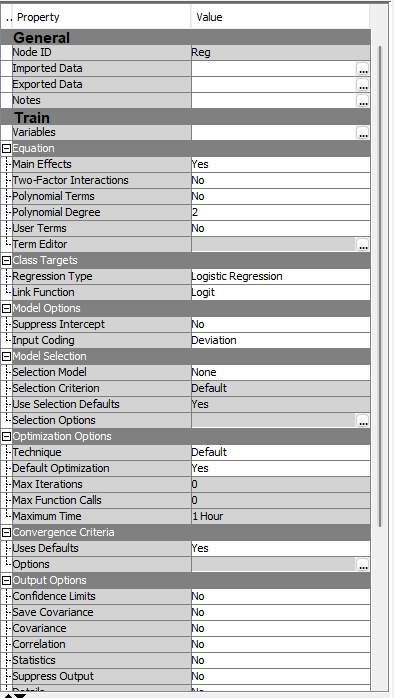 .. Property Value
General
Node ID Reg
Imported Data ...
Exported Data ...
Notes ...
Train
Variables ...
Equation
Main Effects Yes
Two-Factor Interactions No
Polynomial Terms No
Polynomial Degree 2
User Terms No
Term Editor ...
Class Targets
Regression Type Logistic Regression
Link Function Logit
Model Options
Suppress Intercept No
Input Coding Deviation
Model Selection
Selection Model None
Selection Criterion Default
Use Selection Defaults Yes
Selection Options ...
Optimization Options
Technique Default
Default Optimization Yes
Max Iterations 0
Max Function Calls 0
Maximum Time 1 Hour
Convergence Criteria
Uses Defaults Yes
Options ...
Output Options
Confidence Limits No
Save Covariance No
Covariance No
Correlation No
Statistics No
Suppress Output No
Details No